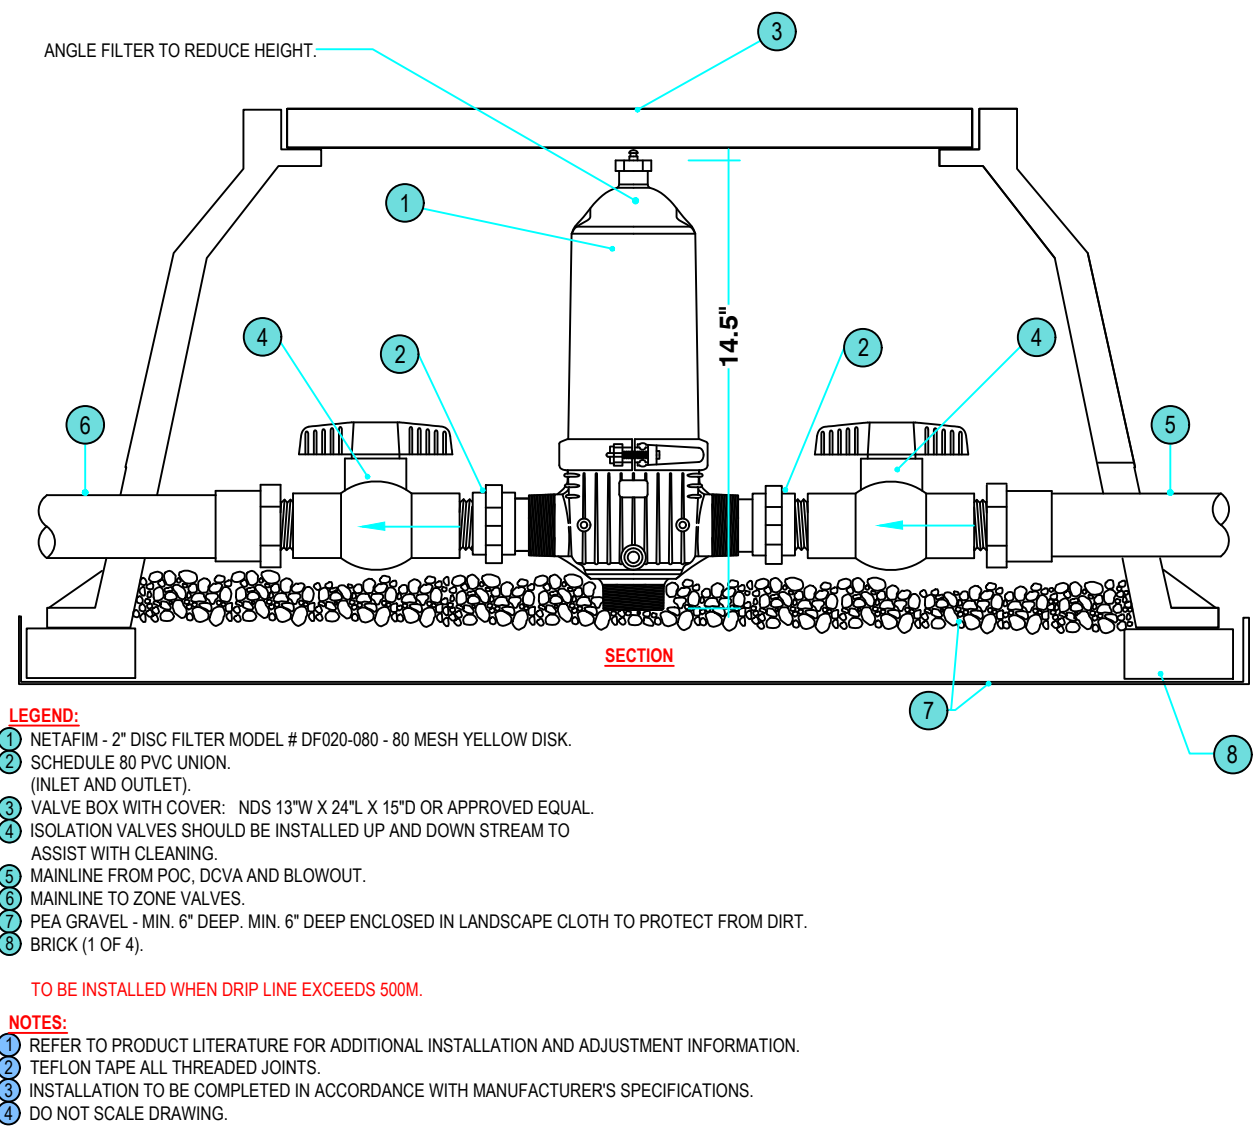 3
ANGLE FILTER TO REDUCE HEIGHT.
1
4
2
14.5"
2
4
6
5
SECTION
7
8
LEGEND:
1 NETAFIM - 2" DISC FILTER MODEL # DF020-080 - 80 MESH YELLOW DISK.
2 SCHEDULE 80 PVC UNION.
(INLET AND OUTLET).
3 VALVE BOX WITH COVER: NDS 13"W X 24"L X 15"D OR APPROVED EQUAL.
4 ISOLATION VALVES SHOULD BE INSTALLED UP AND DOWN STREAM TO
ASSIST WITH CLEANING.
5 MAINLINE FROM POC, DCVA AND BLOWOUT.
6 MAINLINE TO ZONE VALVES.
7 PEA GRAVEL - MIN. 6" DEEP. MIN. 6" DEEP ENCLOSED IN LANDSCAPE CLOTH TO PROTECT FROM DIRT.
8 BRICK (1 OF 4).
TO BE INSTALLED WHEN DRIP LINE EXCEEDS 500M.
NOTES:
1 REFER TO PRODUCT LITERATURE FOR ADDITIONAL INSTALLATION AND ADJUSTMENT INFORMATION.
2 TEFLON TAPE ALL THREADED JOINTS.
3 INSTALLATION TO BE COMPLETED IN ACCORDANCE WITH MANUFACTURER'S SPECIFICATIONS.
4 DO NOT SCALE DRAWING.